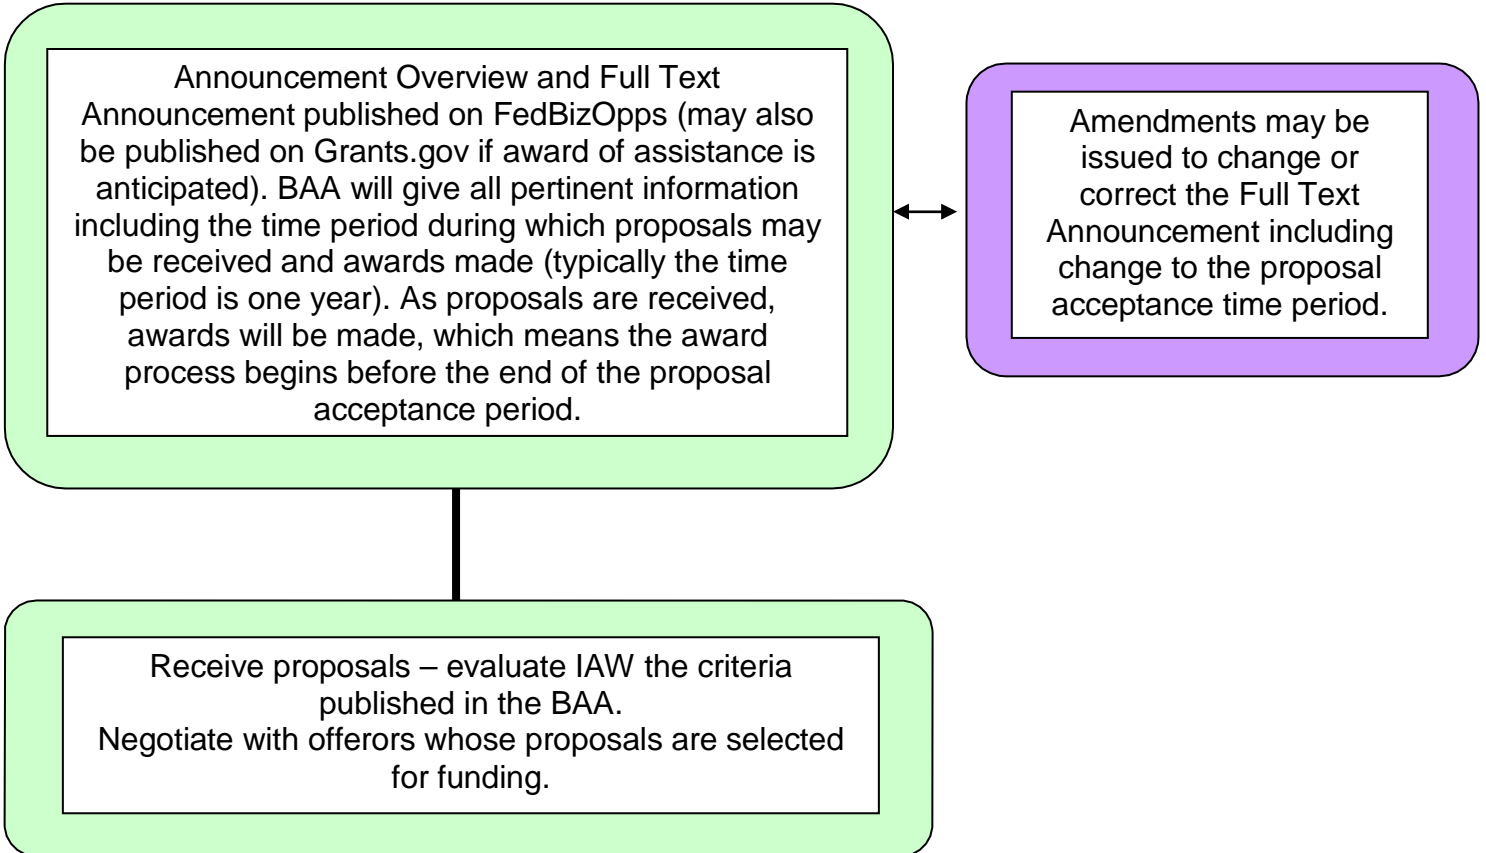 Announcement Overview and Full Text
Announcement published on FedBizOpps (may also
be published on Grants.gov if award of assistance is
anticipated). BAA will give all pertinent information
including the time period during which proposals may
be received and awards made (typically the time
period is one year). As proposals are received,
awards will be made, which means the award
process begins before the end of the proposal
acceptance period.
Amendments may be
issued to change or
correct the Full Text
Announcement including
change to the proposal
acceptance time period.
Receive proposals – evaluate IAW the criteria
published in the BAA.
Negotiate with offerors whose proposals are selected
for funding.